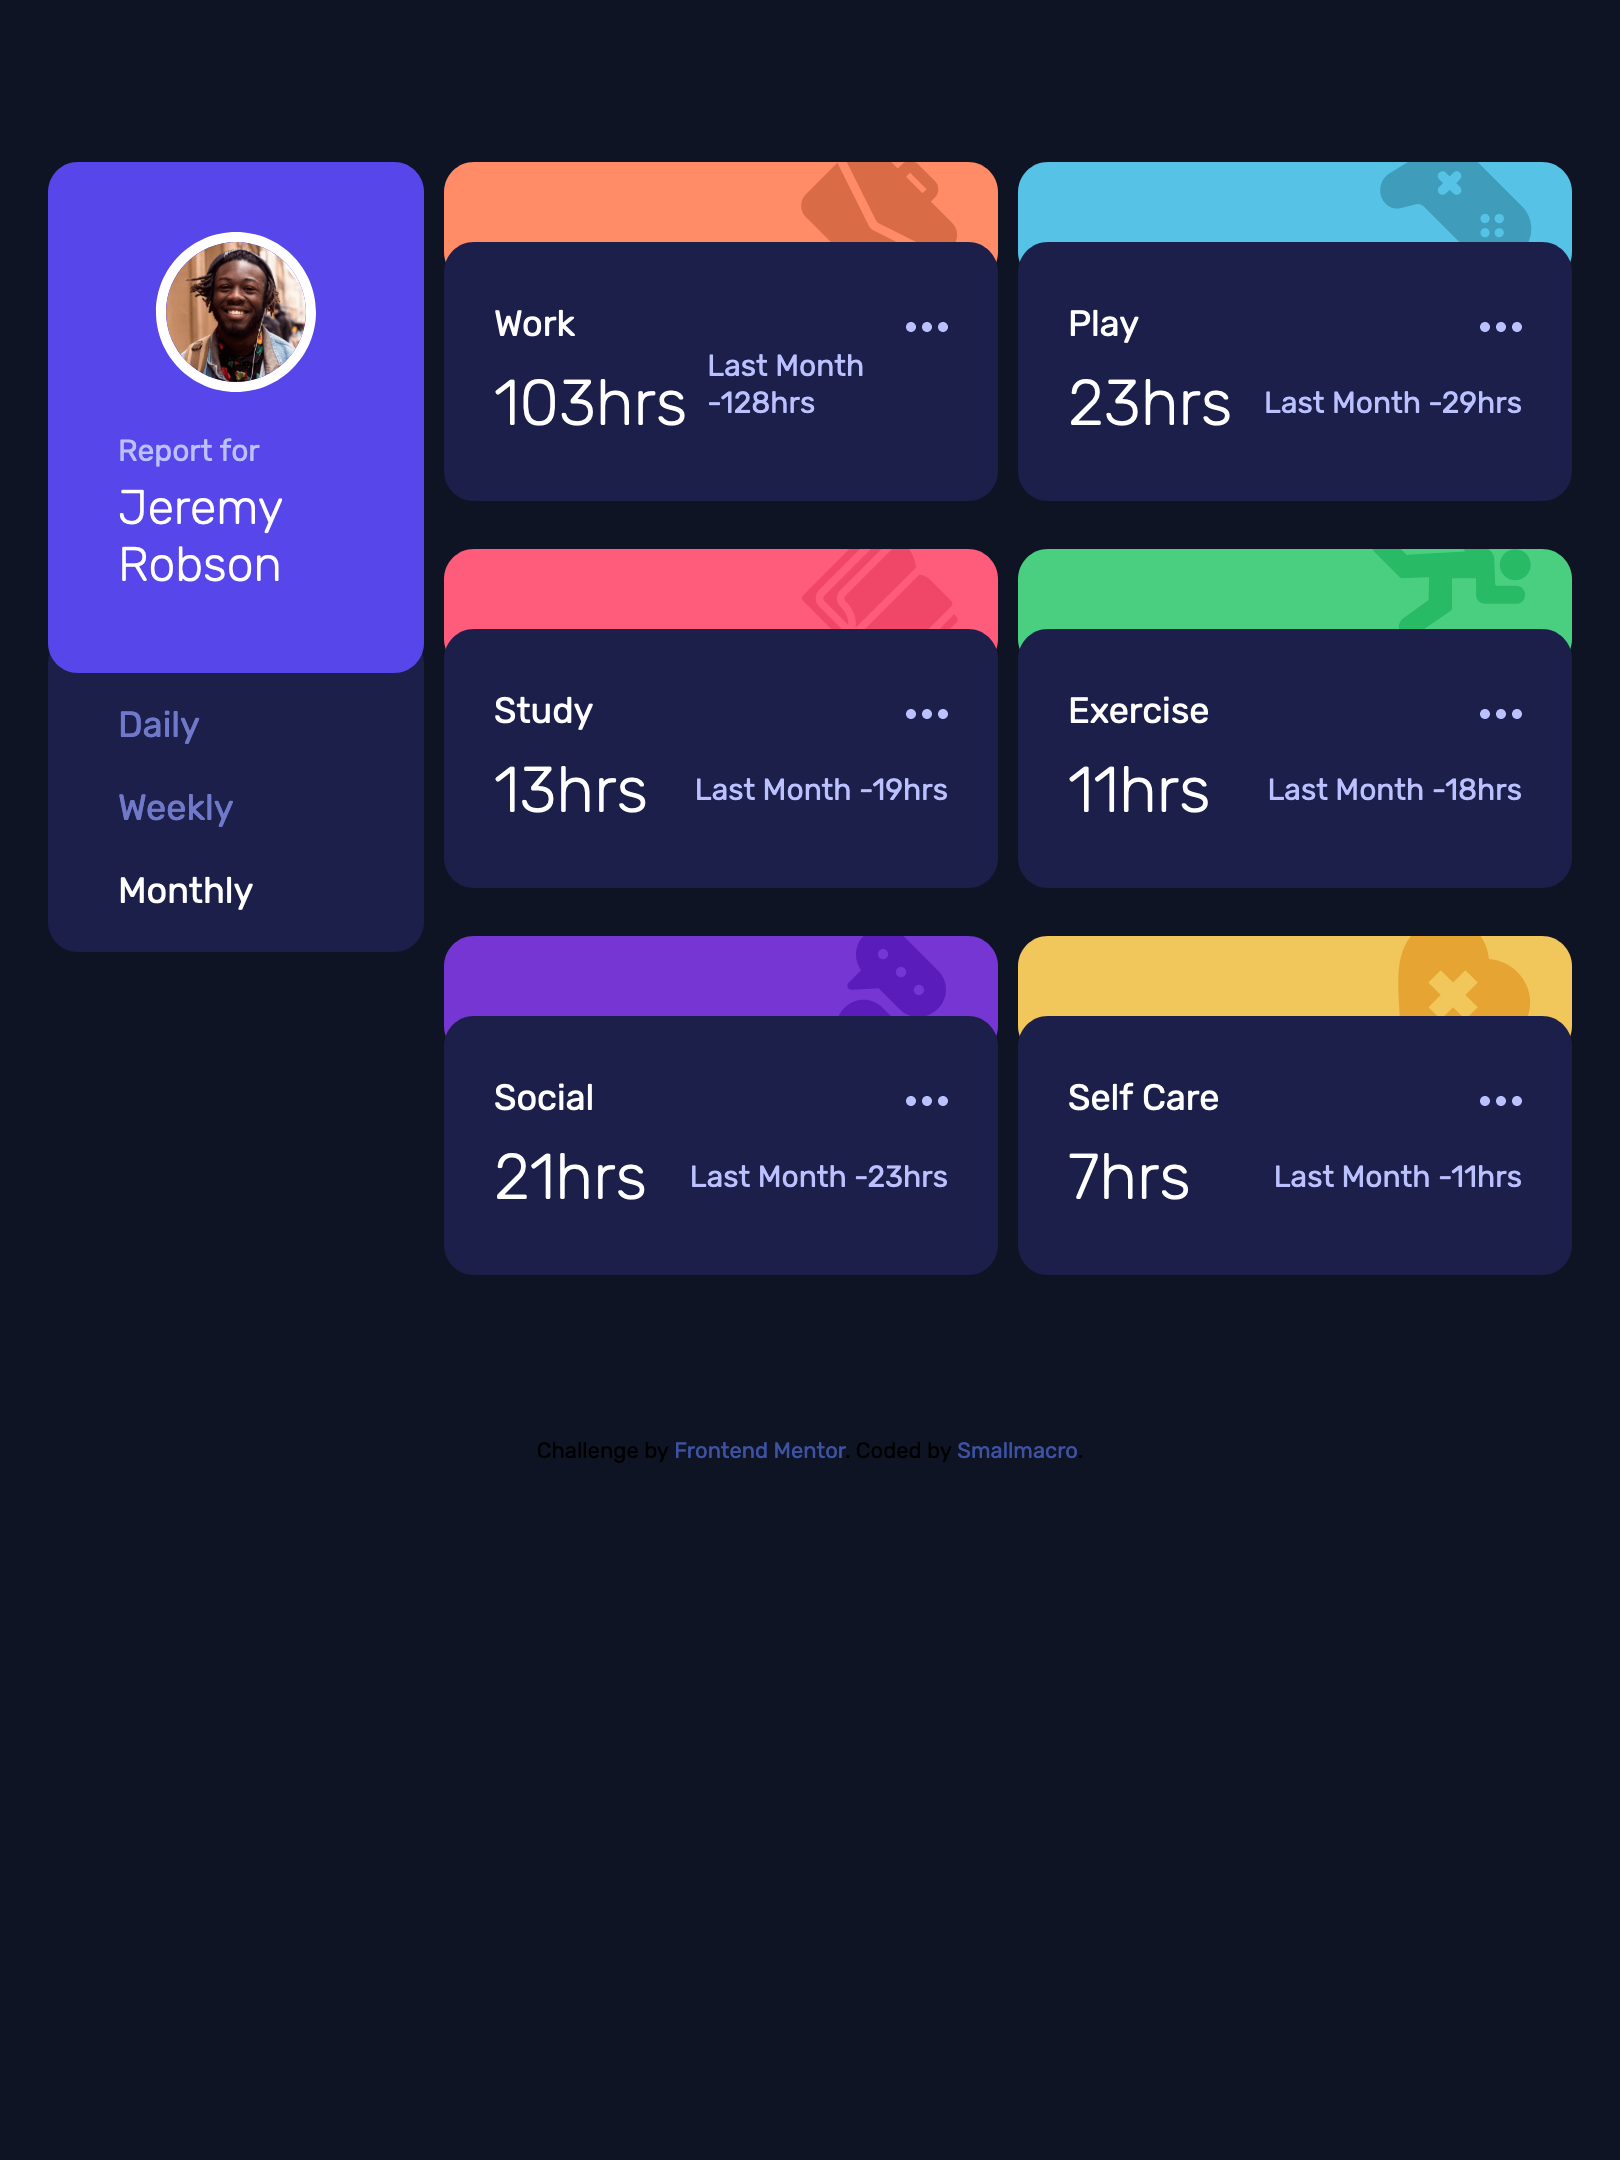 Report for
Jeremy
Robson
Daily
Weekly
Monthly
Work
103hrs
Last Month
-128hrs
Play
23hrs
Last Month -29hrs
Study
13hrs
Last Month -19hrs
Exercise
11hrs
Last Month -18hrs
Social
21hrs
Last Month -23hrs
Self Care
7hrs
Last Month -11hrs
Challenge by Frontend Mentor. Coded by Smallmacro.